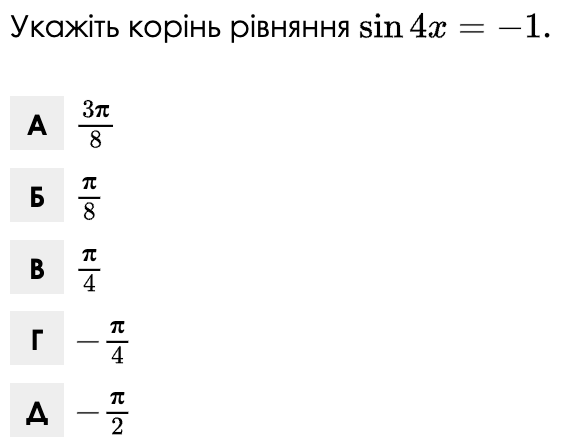 Укажіть корінь рівняння sin 4x = −1.
А 3π/8
Б π/8
В π/4
Г −π/4
Д −π/2